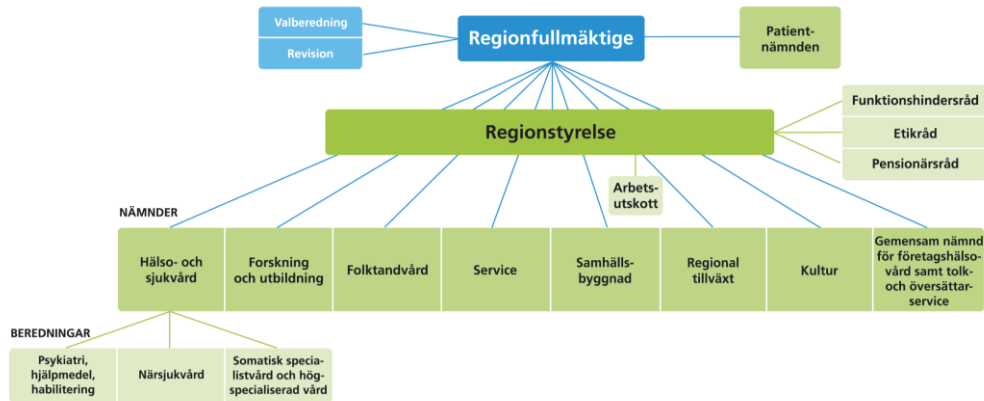 Valberedning
Revision
Regionfullmäktige
Patient-
nämnden
Regionstyrelse
Funktionshindersråd
Etikråd
Pensionärsråd
Arbets-
utskott
NÄMNDER
Hälso- och
sjukvård
Forskning
och utbildning
Folktandvård
Service
Samhälls-
byggnad
Regional
tillväxt
Kultur
Gemensam nämnd
för företagshälso-
vård samt tolk-
och översättar-
service
BEREDNINGAR
Psykiatri,
hjälpmedel,
habilitering
Närsjukvård
Somatisk specia-
listvård och hög-
specialiserad vård